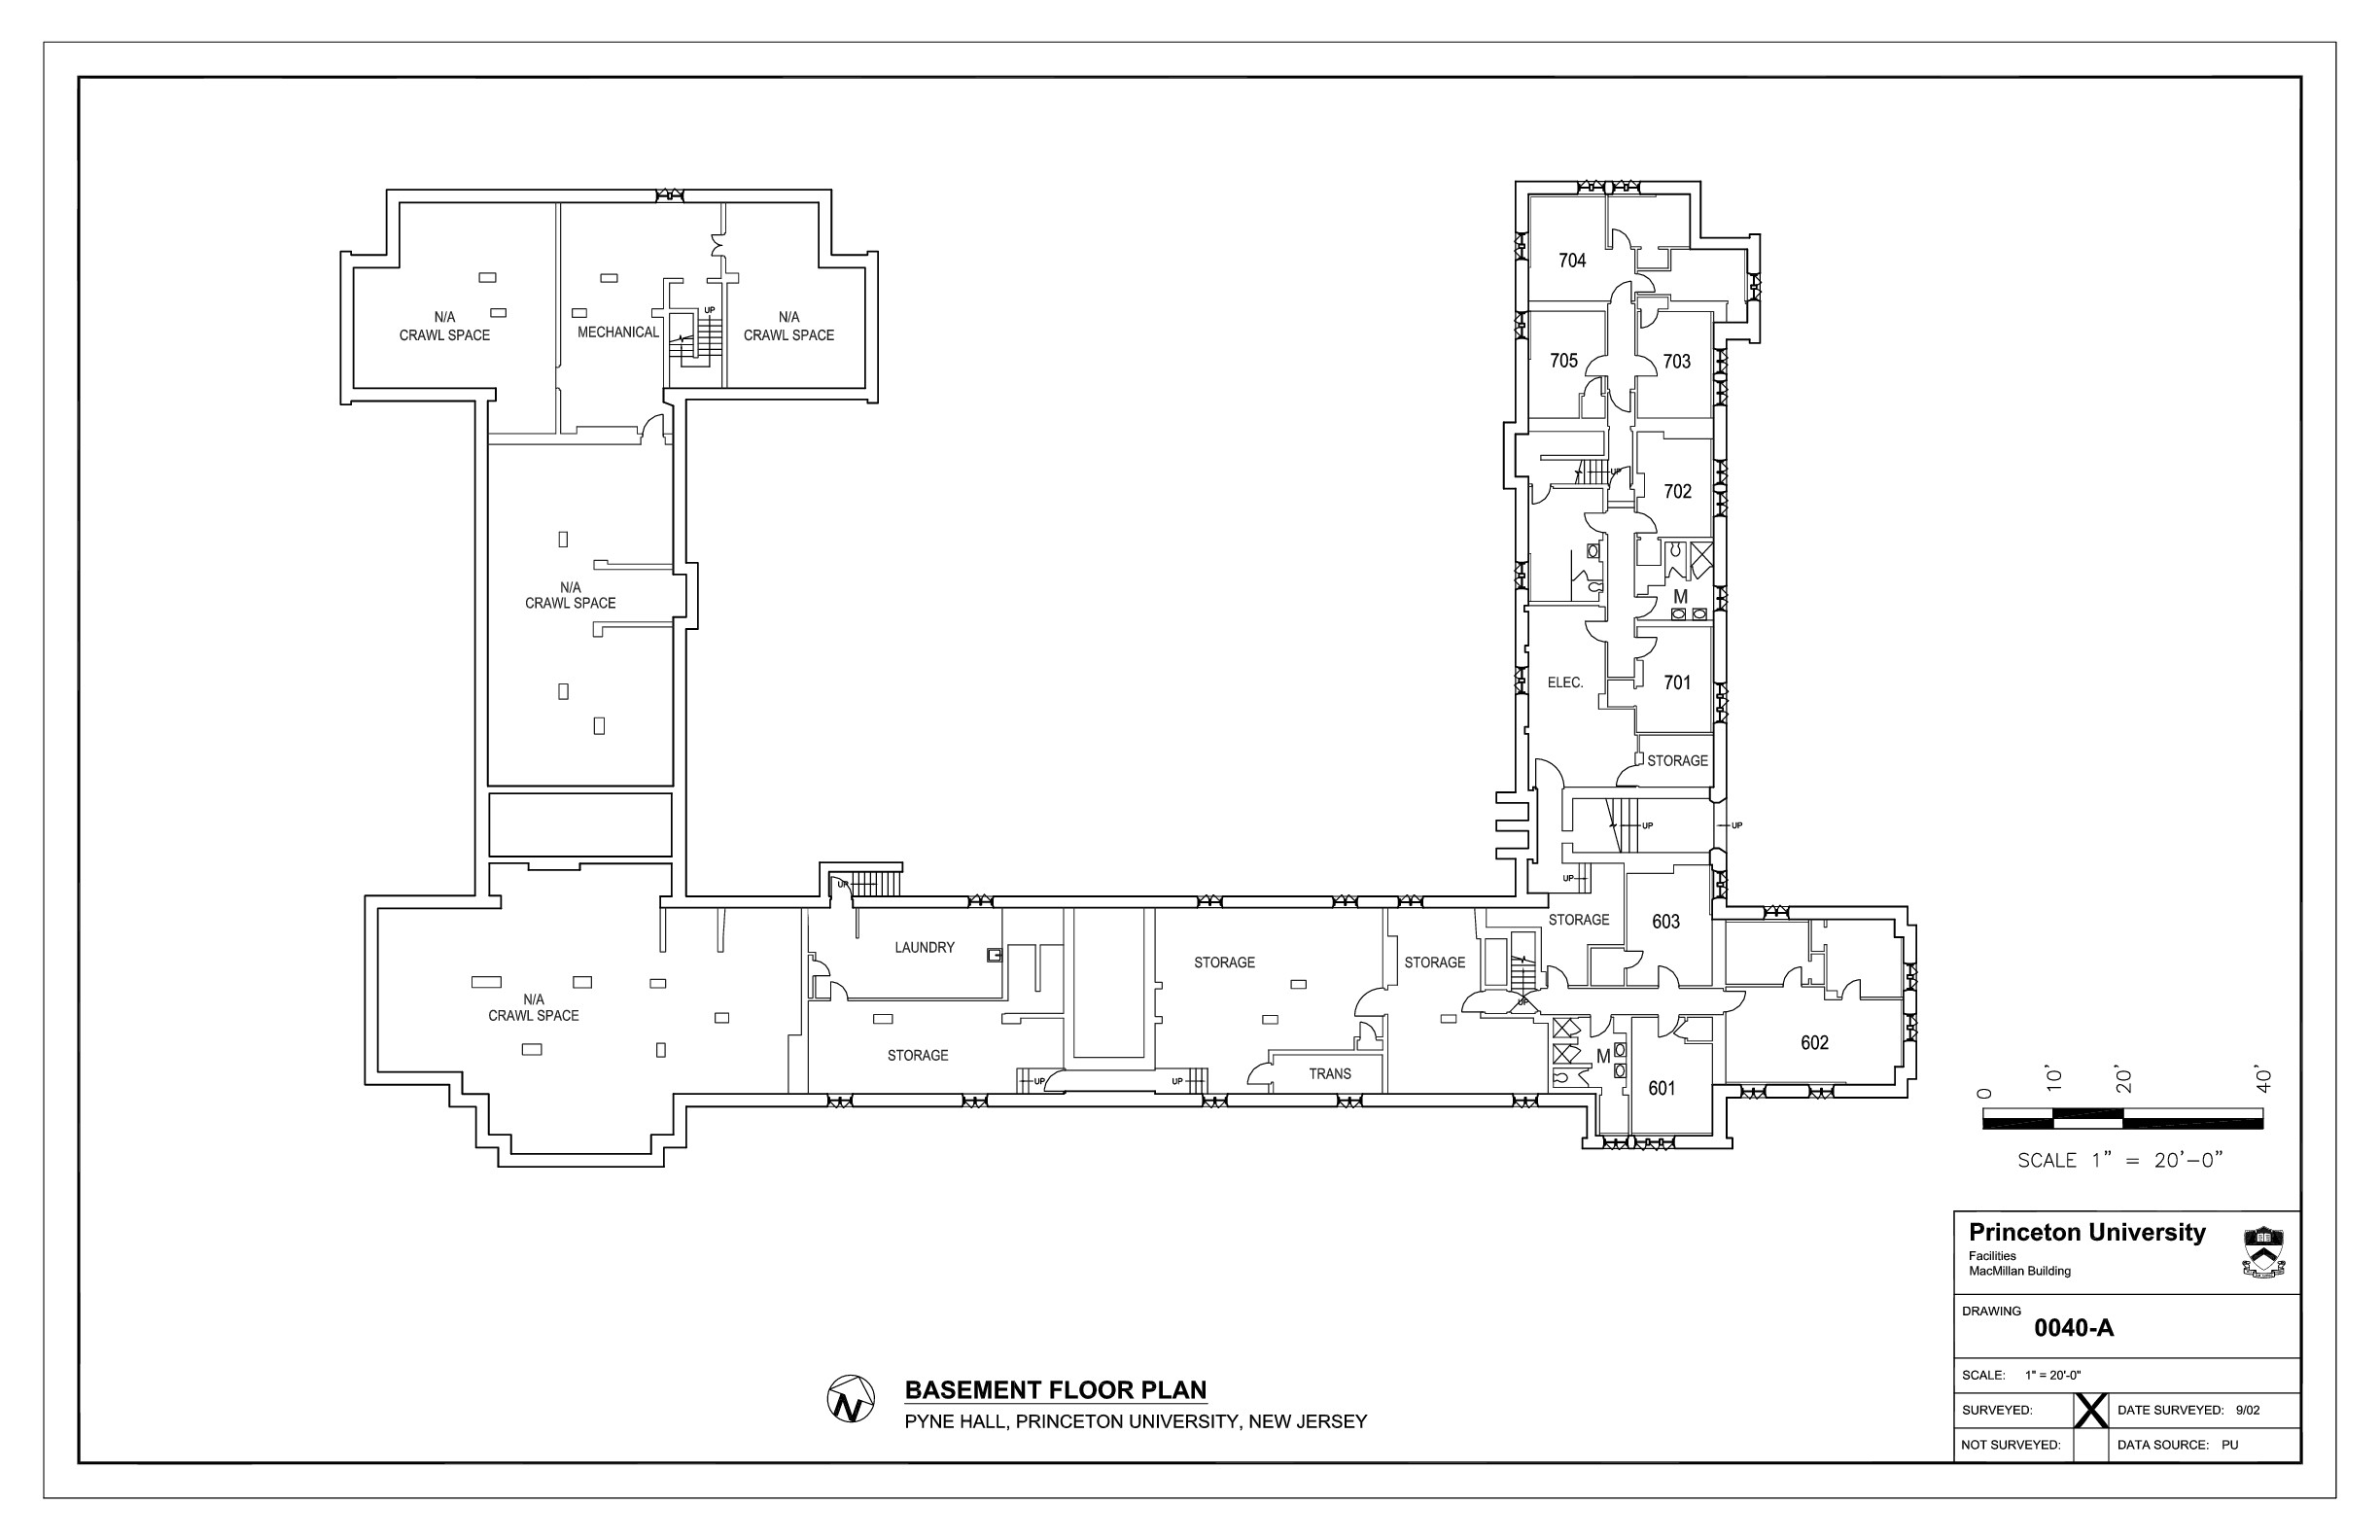 UP
704
N/A
CRAWL SPACE
MECHANICAL
UP
N/A
CRAWL SPACE
705
703
UP
702
N/A
CRAWL SPACE
M
ELEC.
701
STORAGE
UP
UP
UP
UP
LAUNDRY
STORAGE
STORAGE
STORAGE
603
N/A
CRAWL SPACE
UP
STORAGE
UP
UP
TRANS
M
601
602
0
10'
20'
40'
SCALE 1" = 20'-0"
Princeton University
Facilities
MacMillan Building
DRAWING
0040-A
SCALE: 1" = 20'-0"
SURVEYED: X DATE SURVEYED: 9/02
NOT SURVEYED: DATA SOURCE: PU
N
BASEMENT FLOOR PLAN
PYNE HALL, PRINCETON UNIVERSITY, NEW JERSEY